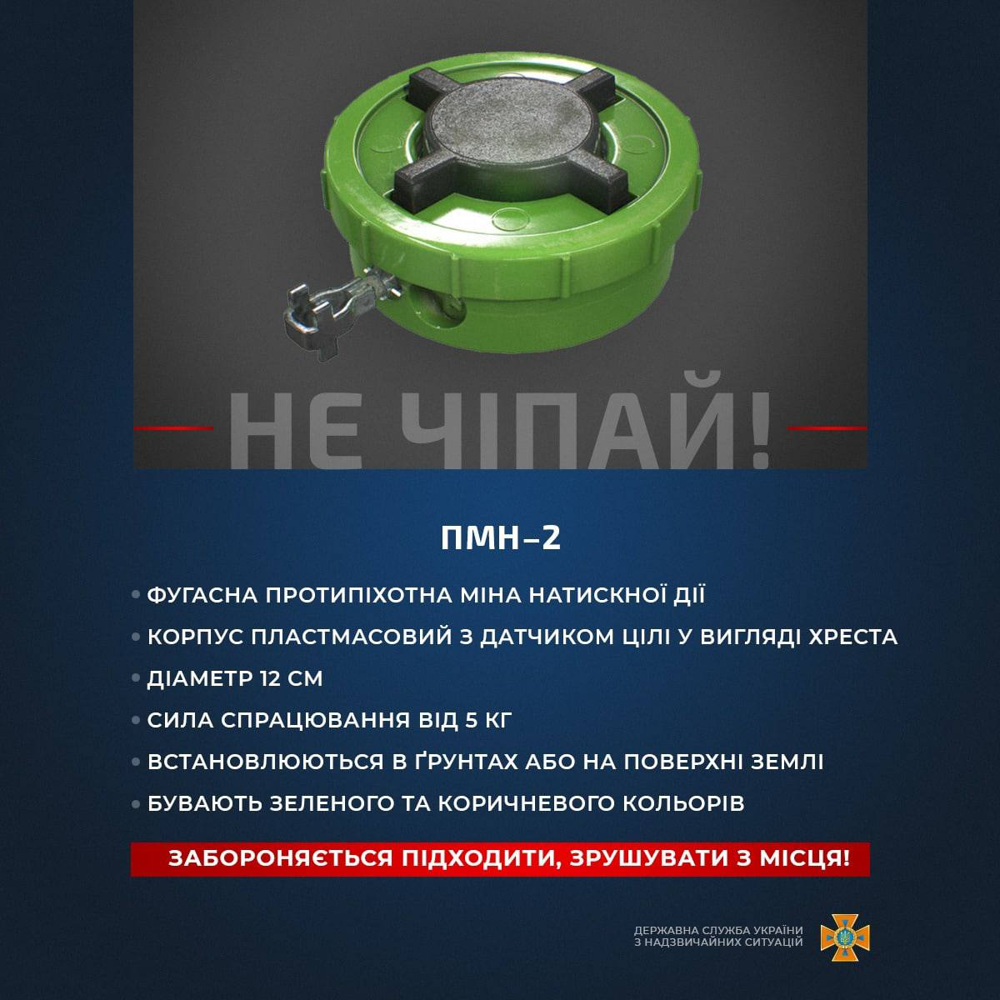 НЕ ЧІПАЙ!
ПМН-2
ФУГАСНА ПРОТИПІХОТНА МІНА НАТИСКНОЇ ДІЇ
КОРПУС ПЛАСТМАСОВИЙ З ДАТЧИКОМ ЦІЛІ У ВИГЛЯДІ ХРЕСТА
ДІАМЕТР 12 СМ
СИЛА СПРАЦЮВАННЯ ВІД 5 КГ
ВСТАНОВЛЮЮТЬСЯ В ҐРУНТАХ АБО НА ПОВЕРХНІ ЗЕМЛІ
БУВАЮТЬ ЗЕЛЕНОГО ТА КОРИЧНЕВОГО КОЛЬОРІВ
ЗАБОРОНЯЄТЬСЯ ПІДХОДИТИ, ЗРУШУВАТИ З МІСЦЯ!
ДЕРЖАВНА СЛУЖБА УКРАЇНИ
З НАДЗВИЧАЙНИХ СИТУАЦІЙ